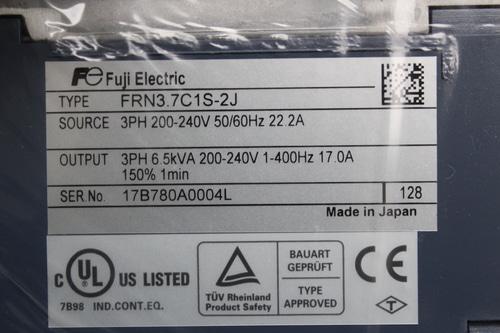 Fe Fuji Electric
TYPE FRN3.7C1S-2J
SOURCE 3PH 200-240V 50/60Hz 22.2A
OUTPUT 3PH 6.5kVA 200-240V 1-400Hz 17.0A
150% 1min
SER.No. 17B780A0004L 128
Made in Japan
C UL US LISTED
7B98 IND.CONT.EQ.
TÜV Rheinland
Product Safety
BAUART
GEPRÜFT
TYPE
APPROVED
CE
T